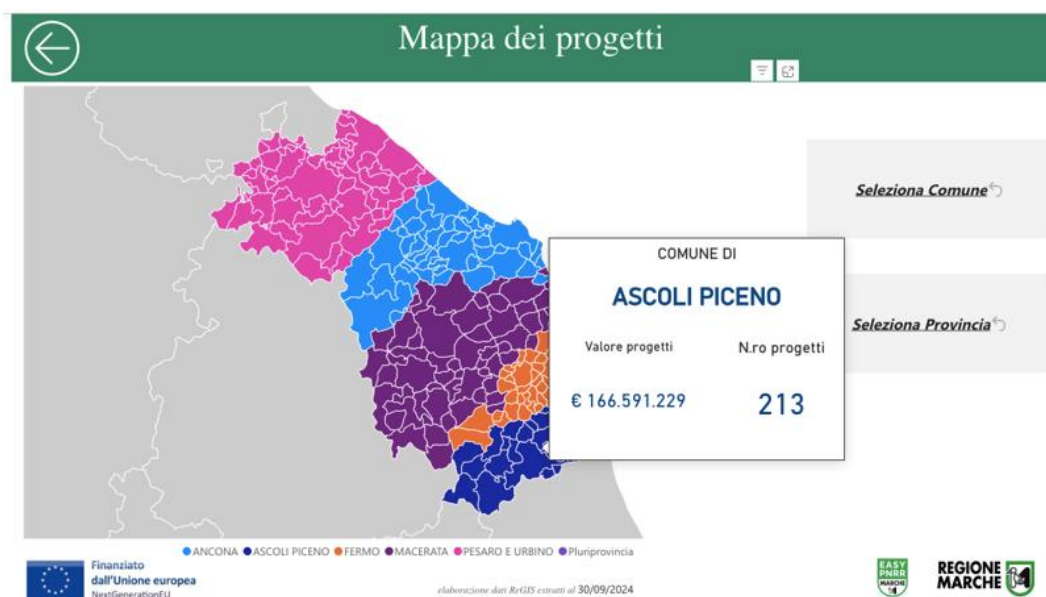 Mappa dei progetti
Seleziona Comune
COMUNE DI
ASCOLI PICENO
Valore progetti N.ro progetti
€ 166.591.229 213
Seleziona Provincia
ANCONA ASCOLI PICENO FERMO MACERATA PESARO E URBINO Pluriprovincia
Finanziato
dall'Unione europea
NextGenerationEU
elaborazione dati ReGIS estratti al 30/09/2024
EASY
PNRR
MARCHE
REGIONE
MARCHE